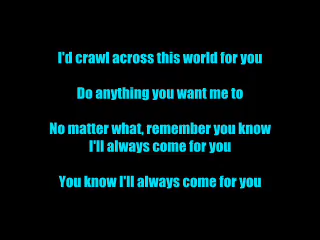 I'd crawl across this world for you
Do anything you want me to
No matter what, remember you know
I'll always come for you
You know I'll always come for you